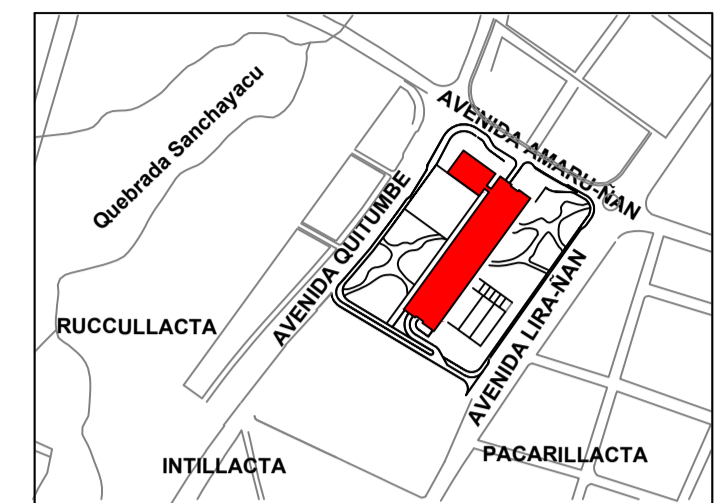 AVENIDA AMARU-ÑAN
Quebrada Sanchayacu
AVENIDA QUITUMBE
AVENIDA LIRA-ÑAN
RUCCULLACTA
INTILLACTA
PACARILLACTA